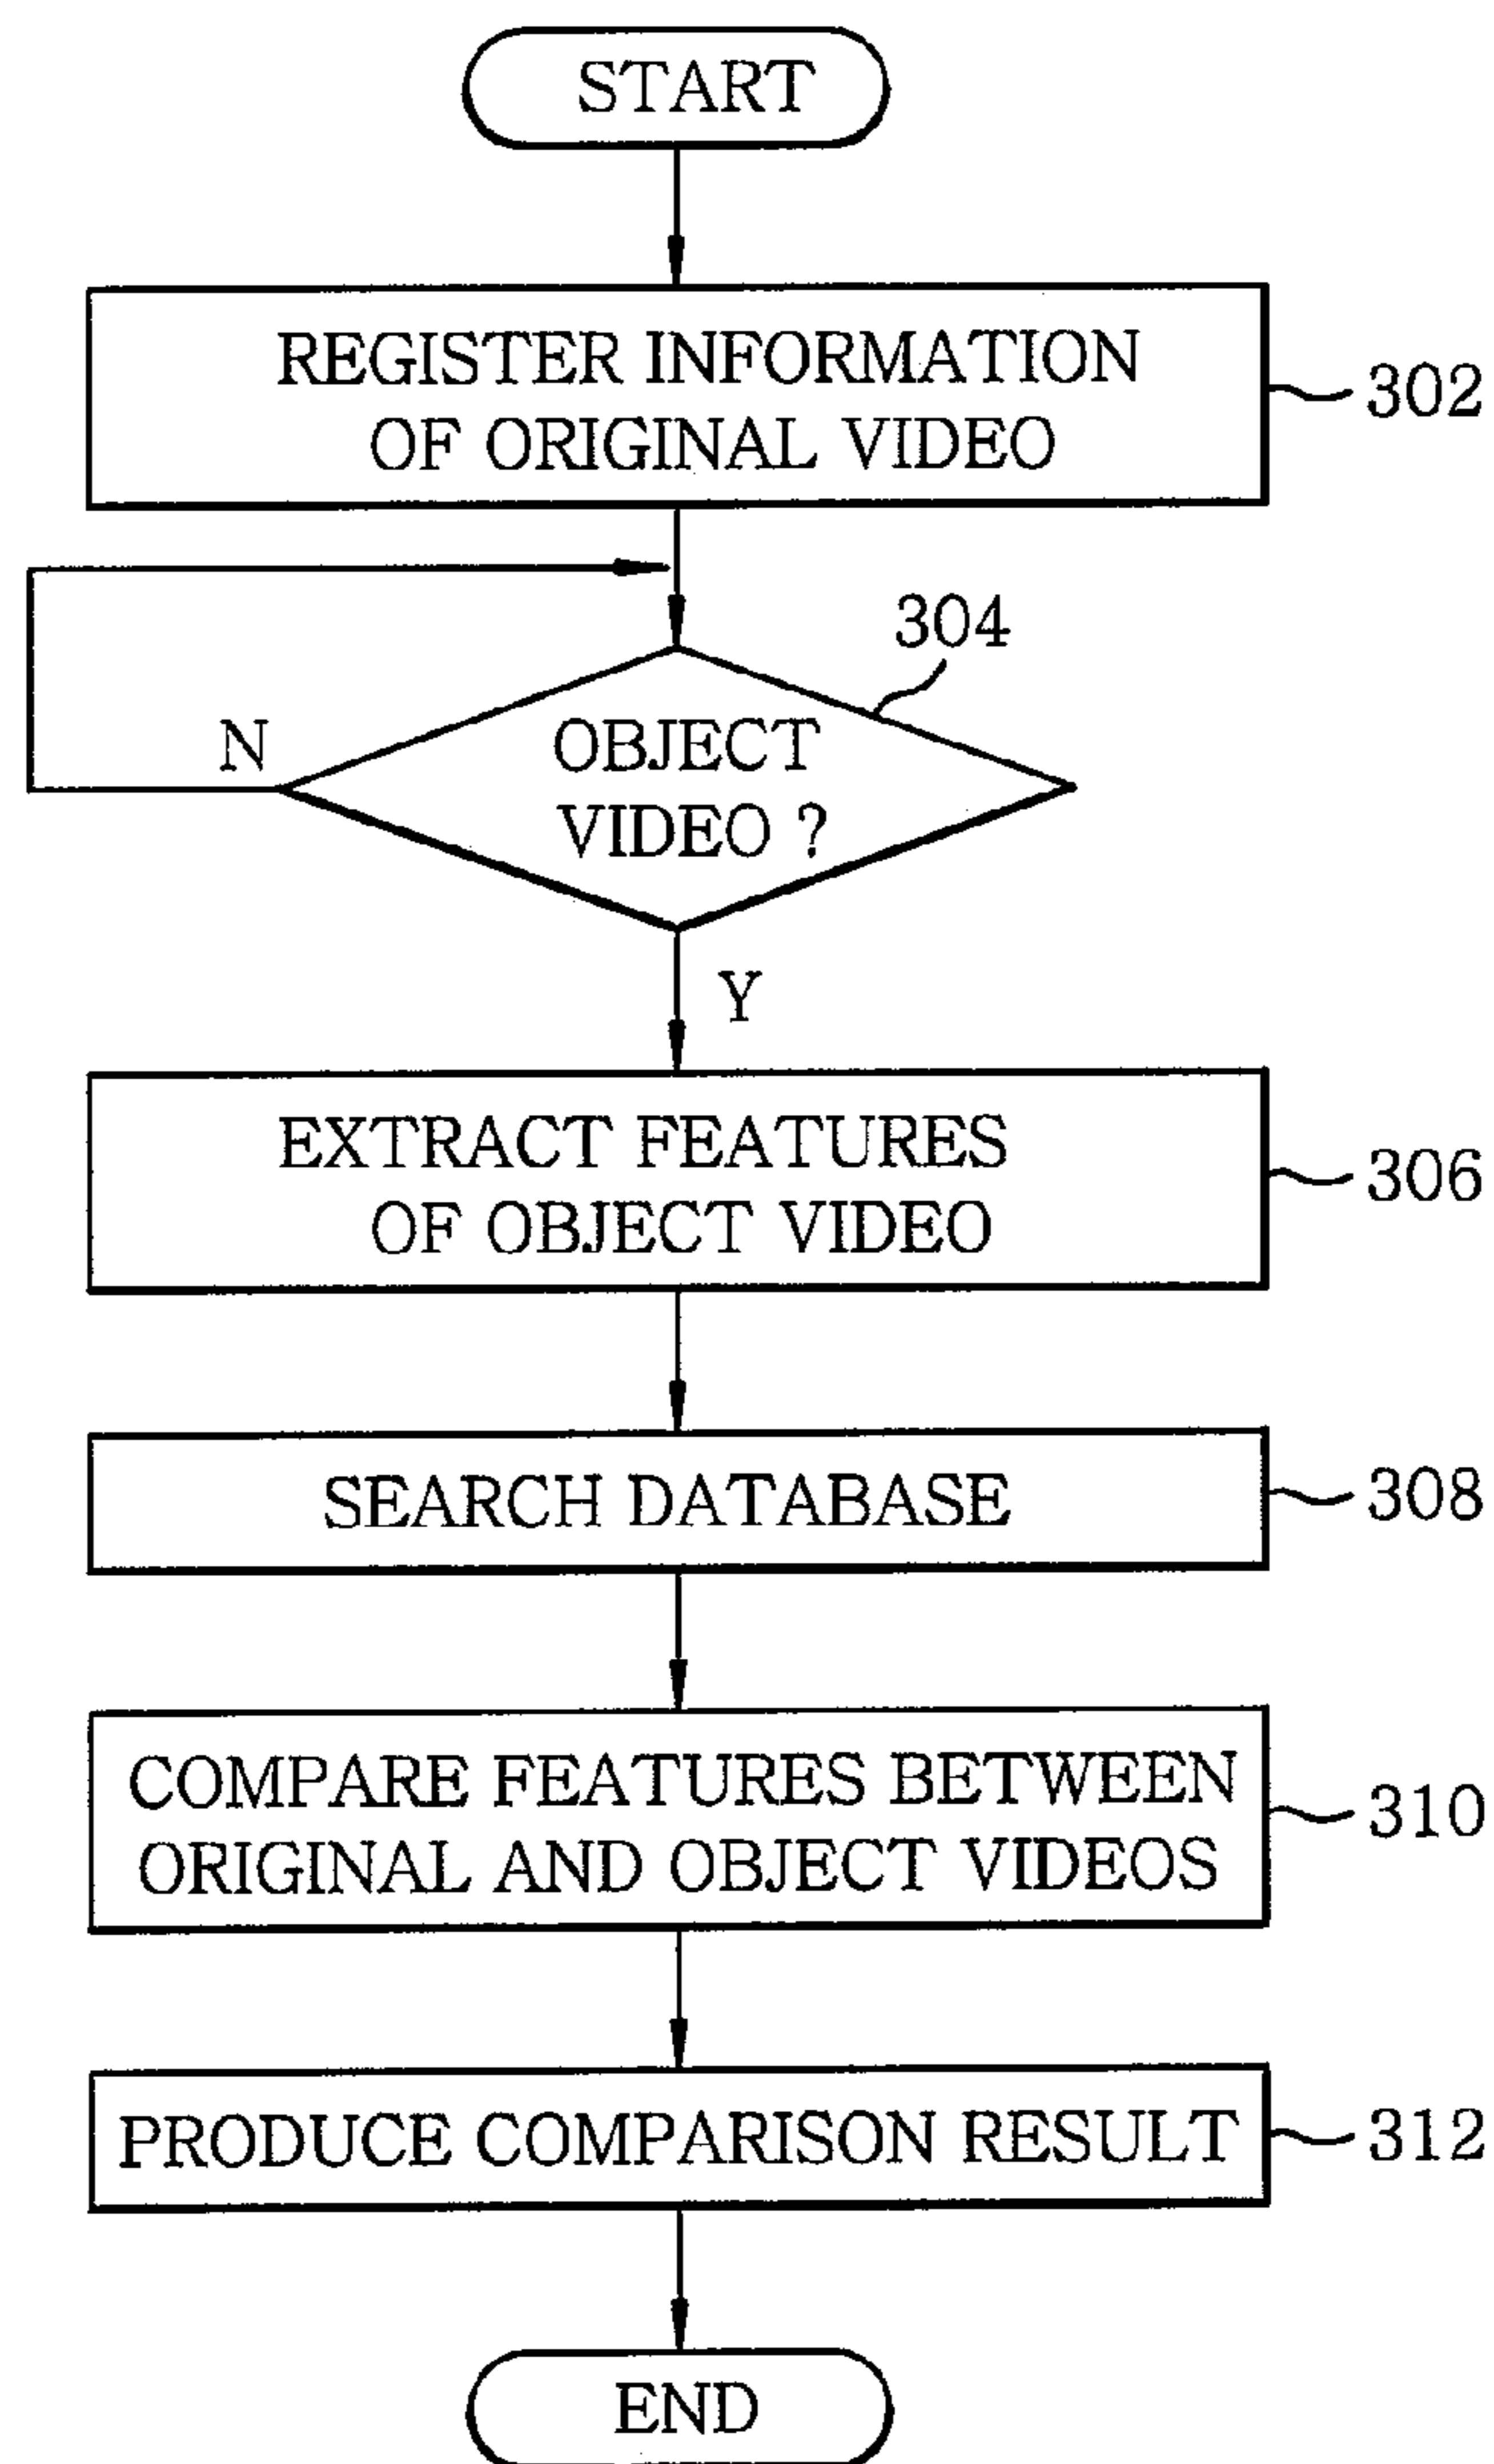 START
REGISTER INFORMATION
OF ORIGINAL VIDEO
302
304
N
OBJECT
VIDEO ?
Y
EXTRACT FEATURES
OF OBJECT VIDEO
306
SEARCH DATABASE
308
COMPARE FEATURES BETWEEN
ORIGINAL AND OBJECT VIDEOS
310
PRODUCE COMPARISON RESULT
312
END